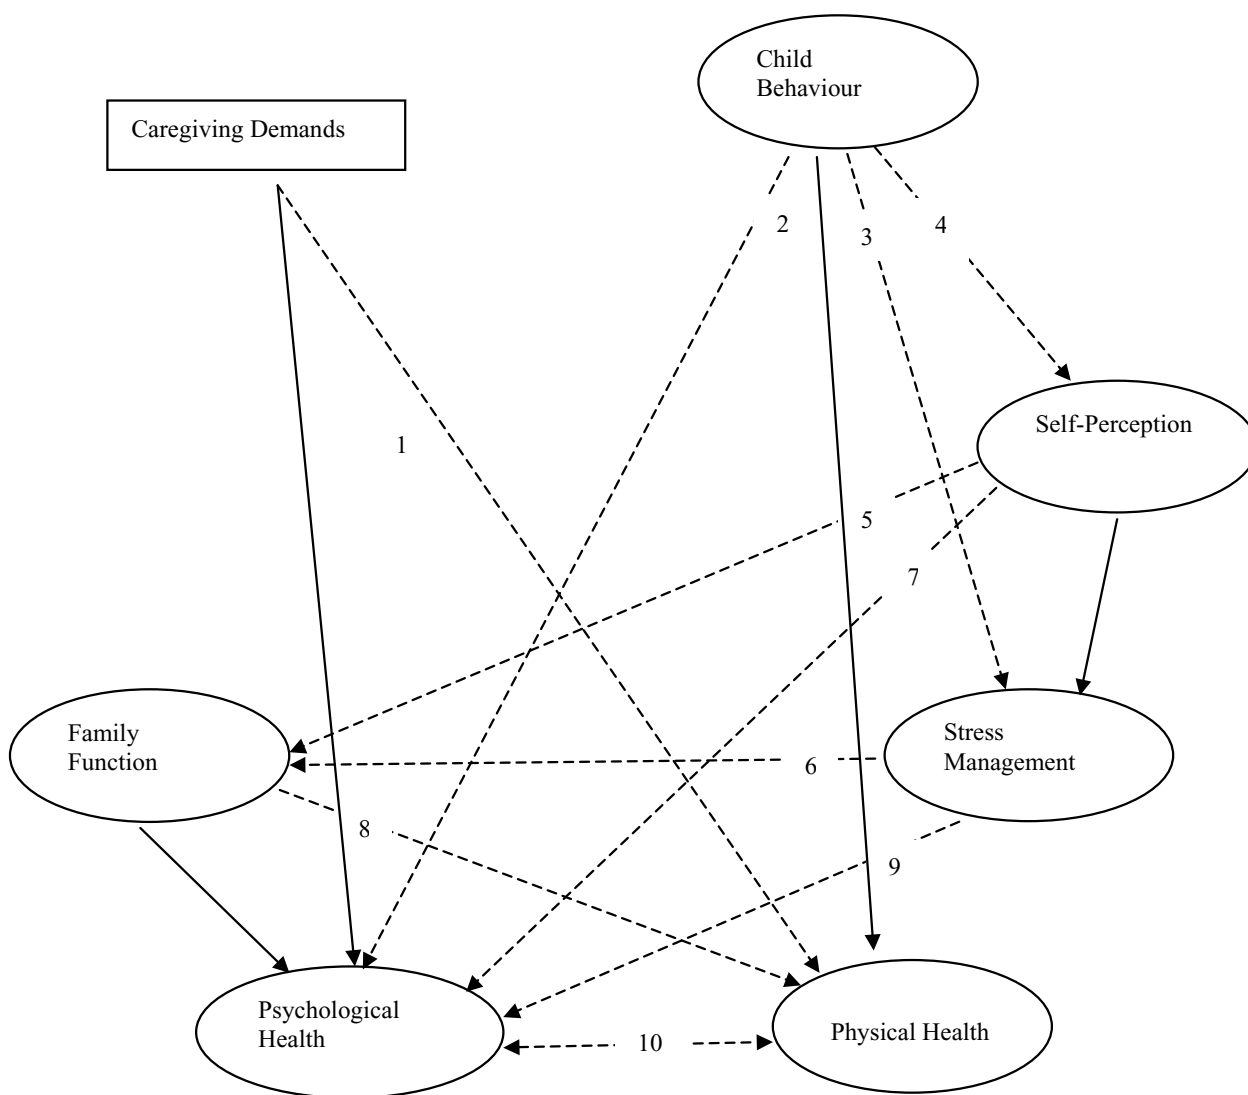 Child
Behaviour
Caregiving Demands
2
3
4
Self-Perception
1
5
7
Family
Function
Stress
Management
6
8
9
Psychological
Health
Physical Health
10